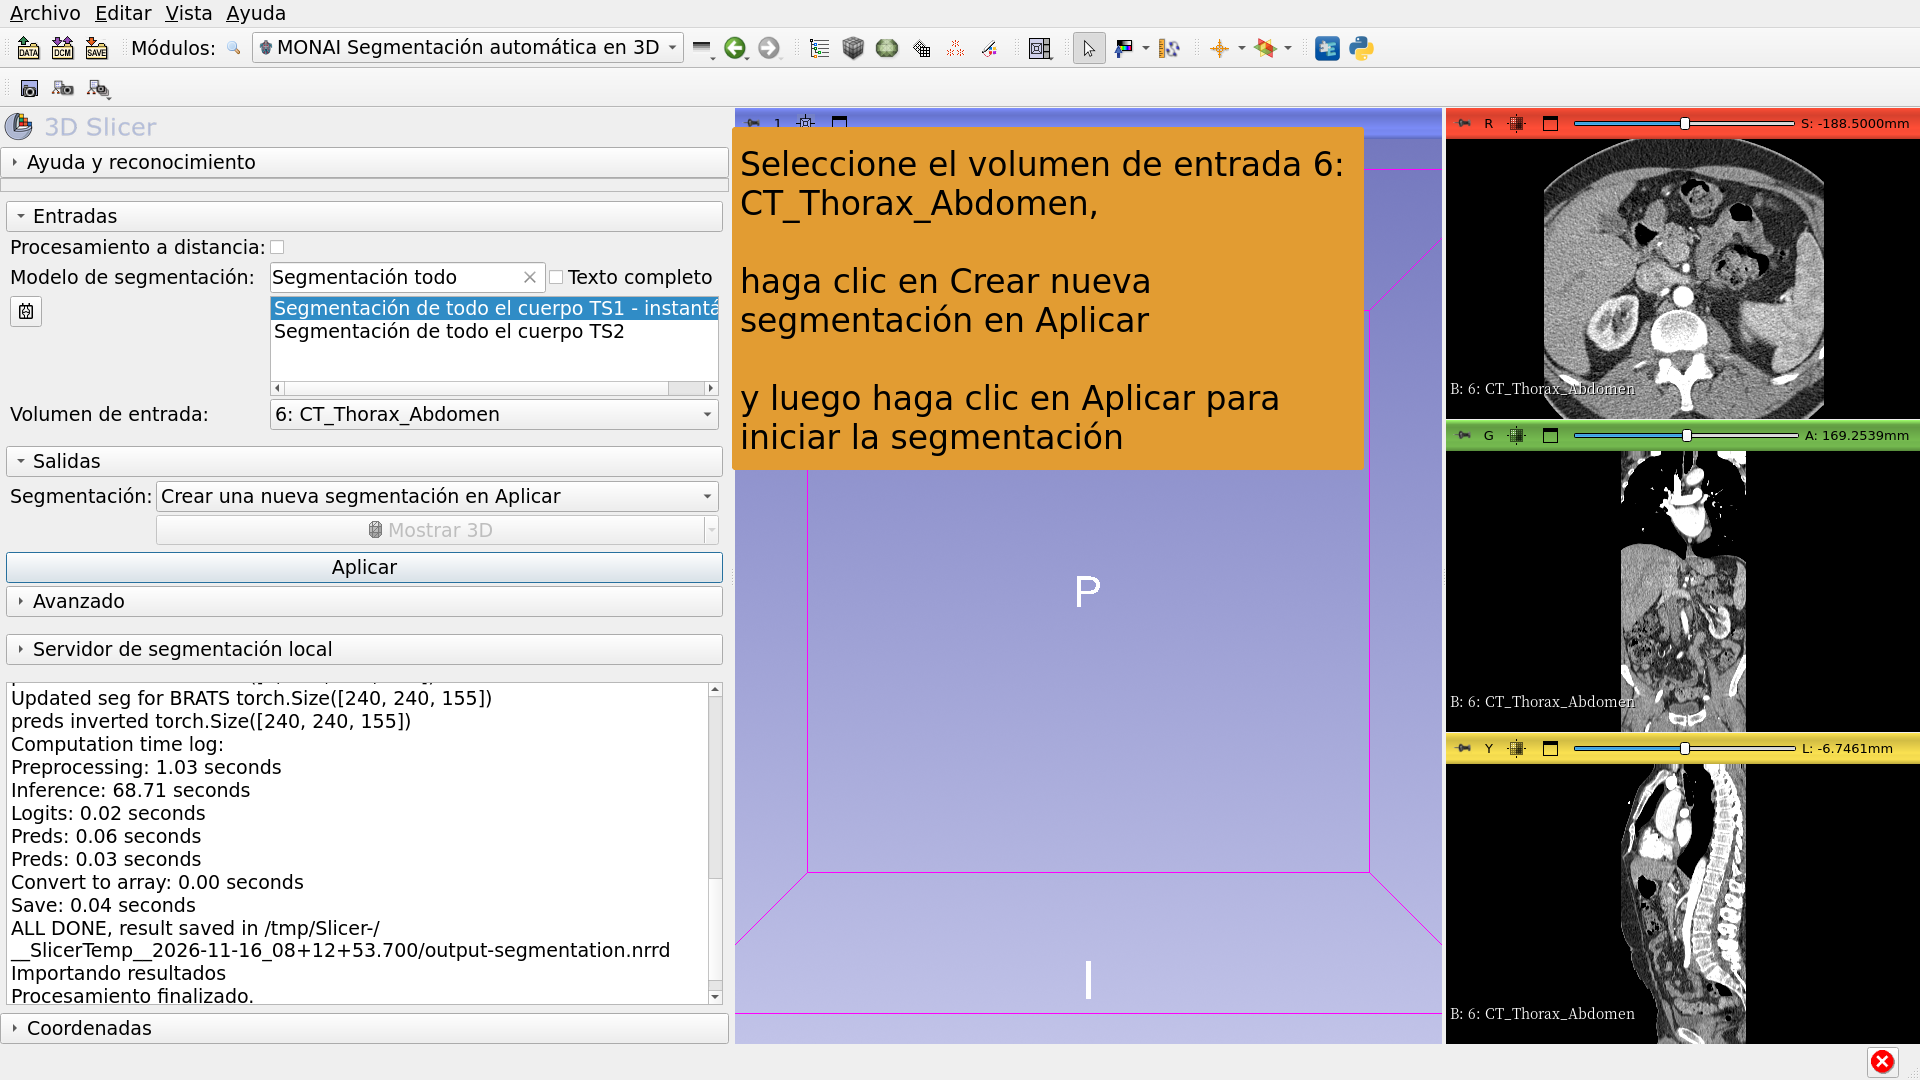 Archivo Editar Vista Ayuda
DATA DCM SAVE Módulos: MONAI Segmentación automática en 3D
3D Slicer
Ayuda y reconocimiento
Entradas
Procesamiento a distancia:
Modelo de segmentación: Segmentación todo Texto completo
Segmentación de todo el cuerpo TS1 - instantá
Segmentación de todo el cuerpo TS2
Volumen de entrada: 6: CT_Thorax_Abdomen
Salidas
Segmentación: Crear una nueva segmentación en Aplicar
Mostrar 3D
Aplicar
Avanzado
Servidor de segmentación local
Updated seg for BRATS torch.Size([240, 240, 155])
preds inverted torch.Size([240, 240, 155])
Computation time log:
Preprocessing: 1.03 seconds
Inference: 68.71 seconds
Logits: 0.02 seconds
Preds: 0.06 seconds
Preds: 0.03 seconds
Convert to array: 0.00 seconds
Save: 0.04 seconds
ALL DONE, result saved in /tmp/Slicer-/
__SlicerTemp__2026-11-16_08+12+53.700/output-segmentation.nrrd
Importando resultados
Procesamiento finalizado.
Coordenadas
1
Seleccione el volumen de entrada 6:
CT_Thorax_Abdomen,
haga clic en Crear nueva
segmentación en Aplicar
y luego haga clic en Aplicar para
iniciar la segmentación
P
I
R S: -188.5000mm
B: 6: CT_Thorax_Abdomen
G A: 169.2539mm
B: 6: CT_Thorax_Abdomen
Y L: -6.7461mm
B: 6: CT_Thorax_Abdomen